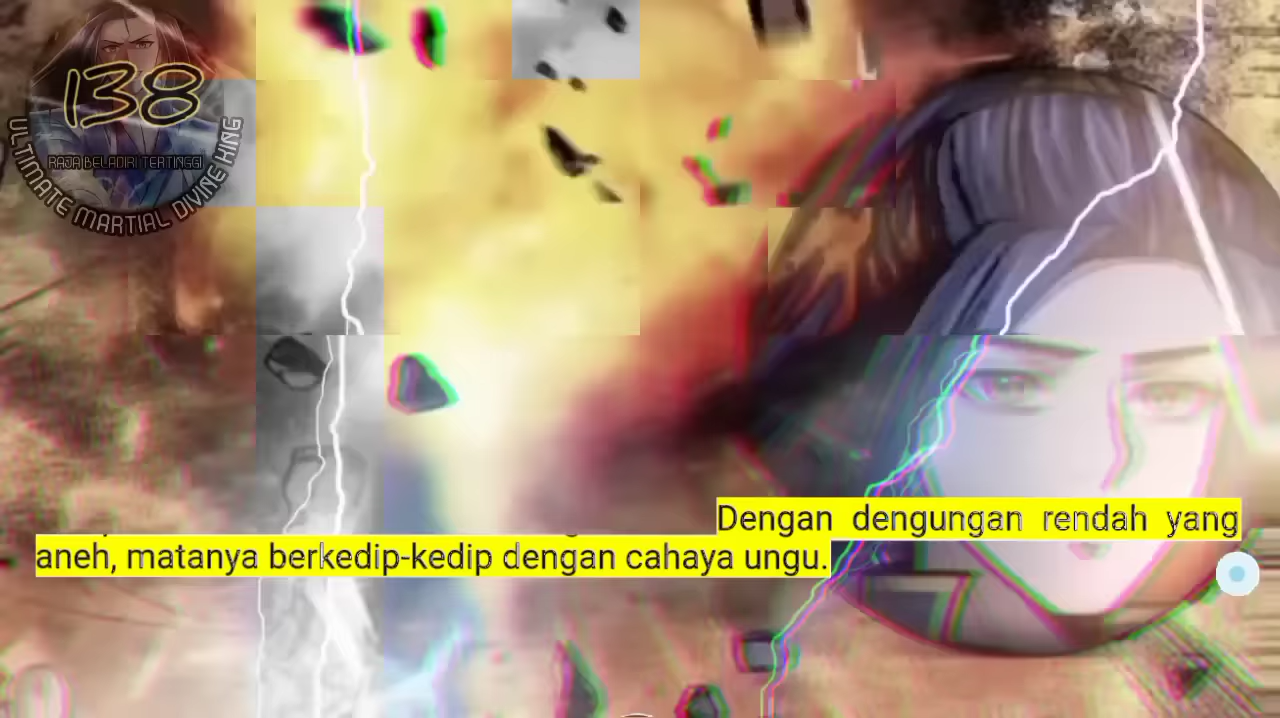 138
RAJA BELADIRI TERTINGGI
ULTIMATE MARTIAL DIVINE KING
Dengan dengungan rendah yang
aneh, matanya berkedip-kedip dengan cahaya ungu.